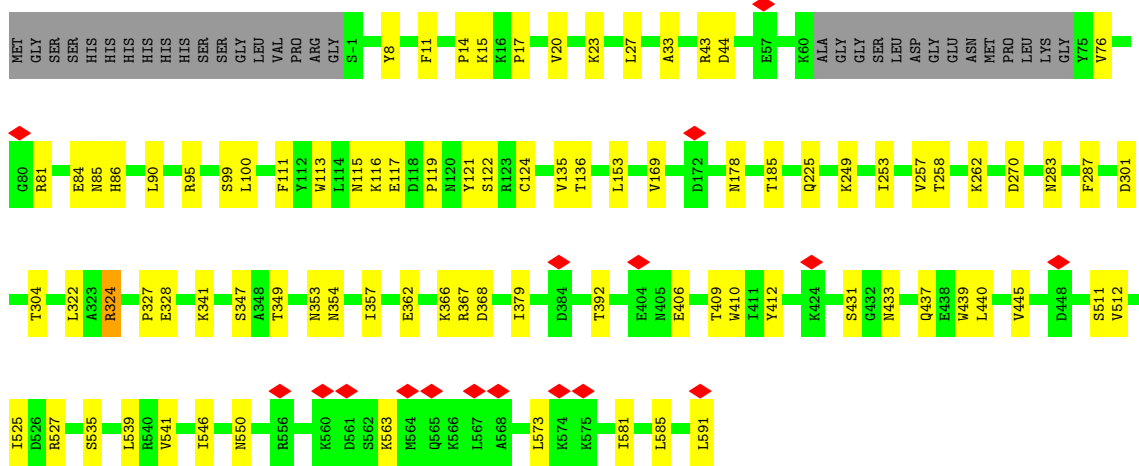 MET GLY SER SER HIS HIS HIS HIS HIS HIS SER SER GLY LEU VAL PRO ARG GLY S-1 Y8 F11 P14 K15 K16 P17 V20 K23 L27 A33 R43 D44 E57 K60 ALA GLY GLY SER LEU ASP GLY GLU ASN MET PRO LEU LYS GLY Y75 V76
G80 R81 E84 N85 H86 L90 R95 S99 L100 F111 Y112 W113 L114 N115 K116 E117 D118 P119 N120 Y121 S122 R123 C124 V135 T136 L153 V169 D172 N178 T185 Q225 K249 I253 V257 T258 K262 D270 N283 F287 D301
T304 L322 A323 R324 P327 E328 K341 S347 A348 T349 N353 N354 I357 E362 K366 R367 D368 I379 D384 T392 E404 N405 E406 T409 W410 I411 Y412 K424 S431 G432 N433 Q437 E438 W439 L440 V445 D448 S511 V512
I525 D526 R527 S535 L539 R540 V541 I546 N550 R556 K560 D561 S562 K563 M564 Q565 K566 L567 A568 L573 K574 K575 I581 L585 L591